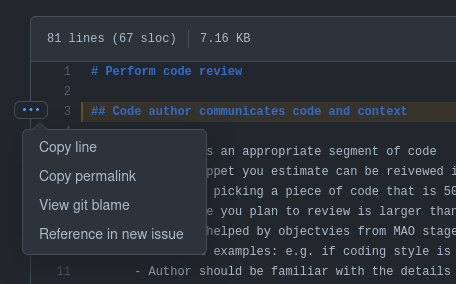 81 lines (67 sloc) 7.16 KB
1 # Perform code review
2
3 ## Code author communicates code and context
Copy line
Copy permalink
View git blame
Reference in new issue
s an appropriate segment of code
ppet you estimate can be reivewed i
picking a piece of code that is 50
e you plan to review is larger than
helped by objectvies from MAO stage
examples: e.g. if coding style is
11 - Author should be familiar with the details